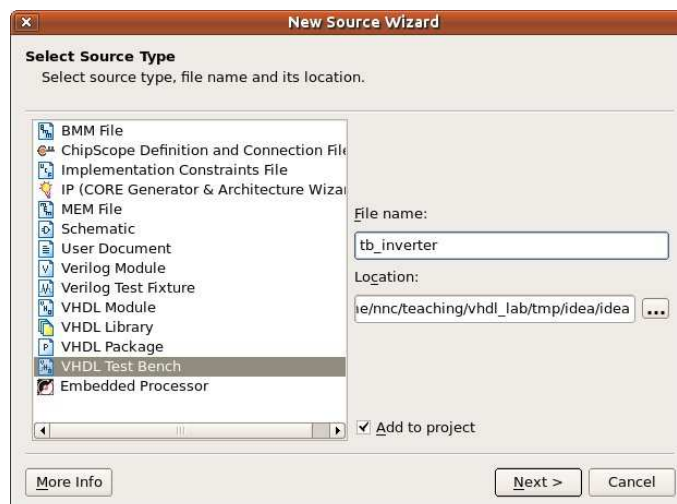 New Source Wizard
Select Source Type
Select source type, file name and its location.
BMM File
ChipScope Definition and Connection File
Implementation Constraints File
IP (CORE Generator & Architecture Wizar
MEM File
Schematic
User Document
Verilog Module
Verilog Test Fixture
VHDL Module
VHDL Library
VHDL Package
VHDL Test Bench
Embedded Processor
File name:
tb_inverter
Location:
ne/nnc/teaching/vhdl_lab/tmp/idea/idea
...
Add to project
More Info
Next >
Cancel